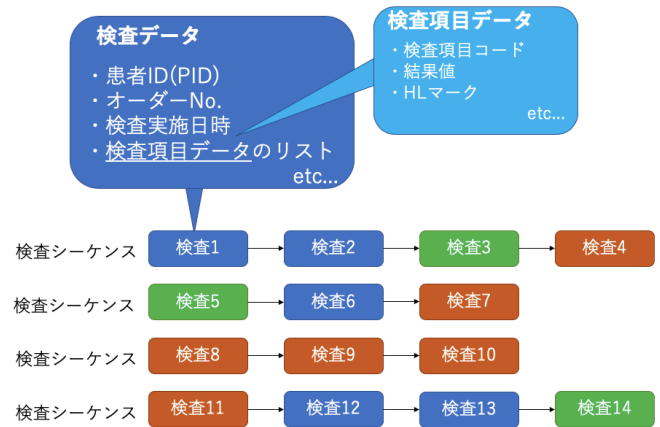 検査データ
・患者ID(PID)
・オーダーNo.
・検査実施日時
・検査項目データのリスト
etc...
検査項目データ
・検査項目コード
・結果値
・HLマーク
etc...
検査シーケンス 検査1 検査2 検査3 検査4
検査シーケンス 検査5 検査6 検査7
検査シーケンス 検査8 検査9 検査10
検査シーケンス 検査11 検査12 検査13 検査14